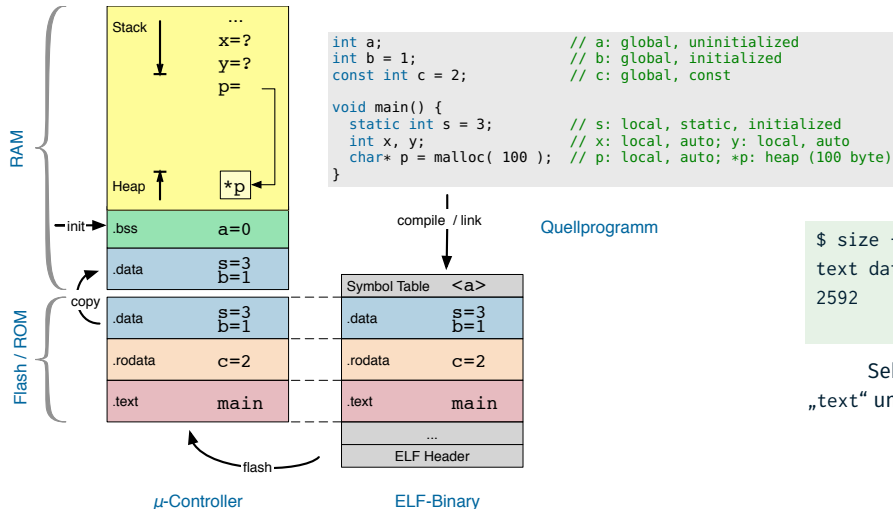 Stack
...
x=?
y=?
p=
RAM
Heap
*p
init
.bss a=0
.data s=3
b=1
copy
.data s=3
b=1
.rodata c=2
.text main
Flash / ROM
flash
µ-Controller
int a; // a: global, uninitialized
int b = 1; // b: global, initialized
const int c = 2; // c: global, const
void main() {
static int s = 3; // s: local, static, initialized
int x, y; // x: local, auto; y: local, auto
char* p = malloc( 100 ); // p: local, auto; *p: heap (100 byte)
}
compile / link
Quellprogramm
Symbol Table <a>
.data s=3
b=1
.rodata c=2
.text main
...
ELF Header
ELF-Binary
$ size
text dat
2592
Sel
„text“ un